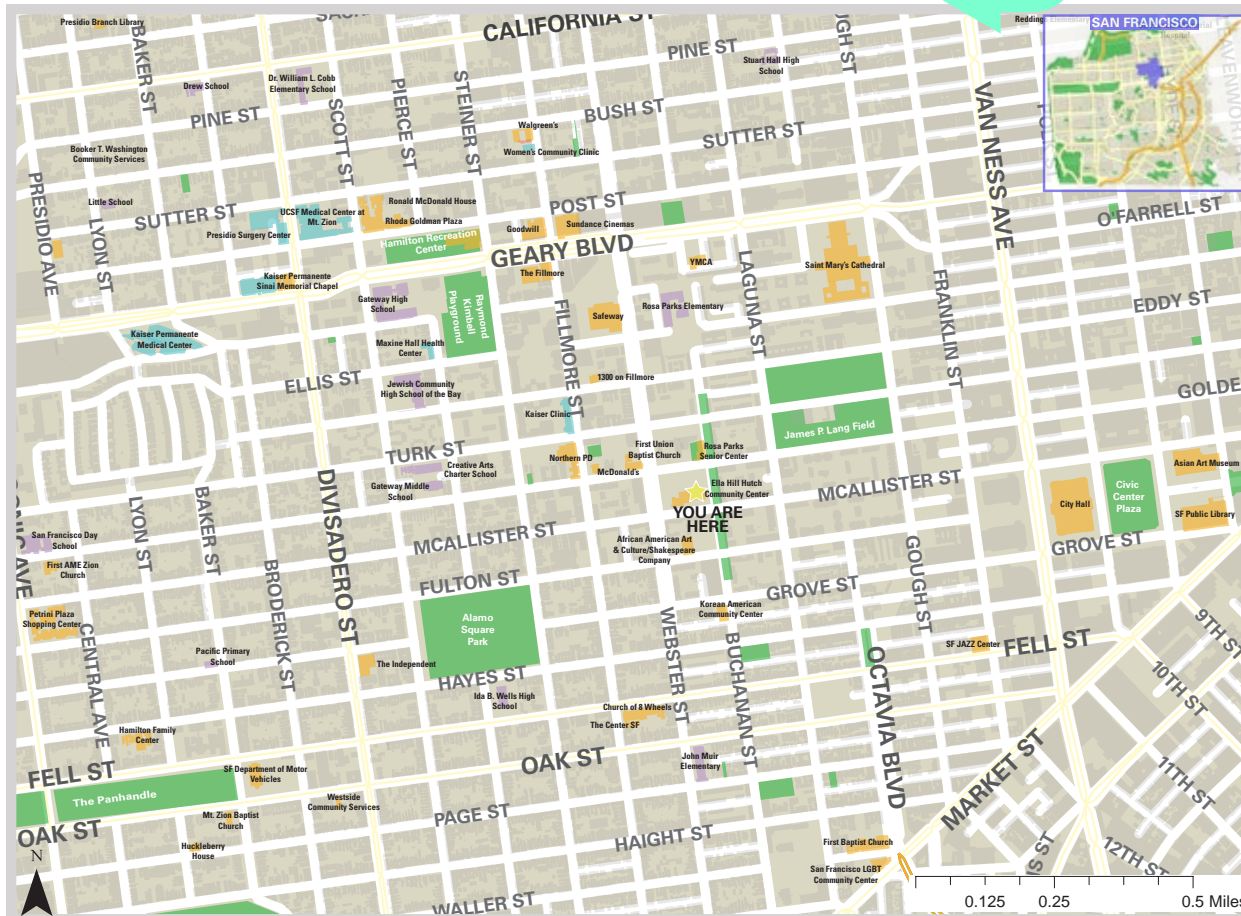 Presidio Branch Library
CALIFORNIA ST
SAN FRANCISCO
BAKER ST
PINE ST
Stuart Hall High
School
Drew School
Dr. William L. Cobb
Elementary School
SCOTT ST
PIERCE ST
STEINER ST
BUSH ST
VAN NESS AVE
PINE ST
Walgreen's
Women's Community Clinic
SUTTER ST
Booker T. Washington
Community Services
PRESIDIO AVE
LYON ST
Little School
SUTTER ST
UCSF Medical Center at
Mt. Zion
Presidio Surgery Center
Ronald McDonald House
Rhoda Goldman Plaza
POST ST
Goodwill
Sundance Cinemas
O'FARRELL ST
Hamilton Recreation
Center
GEARY BLVD
YMCA
LAGUNA ST
Saint Mary's Cathedral
FRANKLIN ST
Kaiser Permanente
Sinai Memorial Chapel
Gateway High
School
Raymond
Kimbell
Playground
The Fillmore
FILLMORE ST
Safeway
Rosa Parks Elementary
EDDY ST
Kaiser Permanente
Medical Center
Maxine Hall Health
Center
ELLIS ST
Jewish Community
High School of the Bay
1300 on Fillmore
Kaiser Clinic
GOLDE
James P. Lang Field
TURK ST
Creative Arts
Charter School
Gateway Middle
School
Northern PD
McDonald's
First Union
Baptist Church
Rosa Parks
Senior Center
Ella Hill Hutch
Community Center
YOU ARE
HERE
MCALLISTER ST
Asian Art Museum
Civic
Center
Plaza
City Hall
SF Public Library
LYON ST
BAKER ST
DIVISADERO ST
San Francisco Day
School
First AME Zion
Church
MCALLISTER ST
African American Art
& Culture/Shakespeare
Company
GROVE ST
GOUGH ST
BRODERICK ST
FULTON ST
GROVE ST
Petrini Plaza
Shopping Center
CENTRAL AVE
Alamo
Square
Park
Korean American
Community Center
WEBSTER ST
BUCHANAN ST
OCTAVIA BLVD
SF JAZZ Center
FELL ST
9TH ST
10TH ST
Pacific Primary
School
The Independent
HAYES ST
Ida B. Wells High
School
Church of 8 Wheels
The Center SF
Hamilton Family
Center
FELL ST
SF Department of Motor
Vehicles
OAK ST
John Muir
Elementary
MARKET ST
11TH ST
The Panhandle
OAK ST
Westside
Community Services
Mt. Zion Baptist
Church
Huckleberry
House
PAGE ST
HAIGHT ST
First Baptist Church
San Francisco LGBT
Community Center
12TH ST
WALLER ST
N
0.125 0.25 0.5 Miles